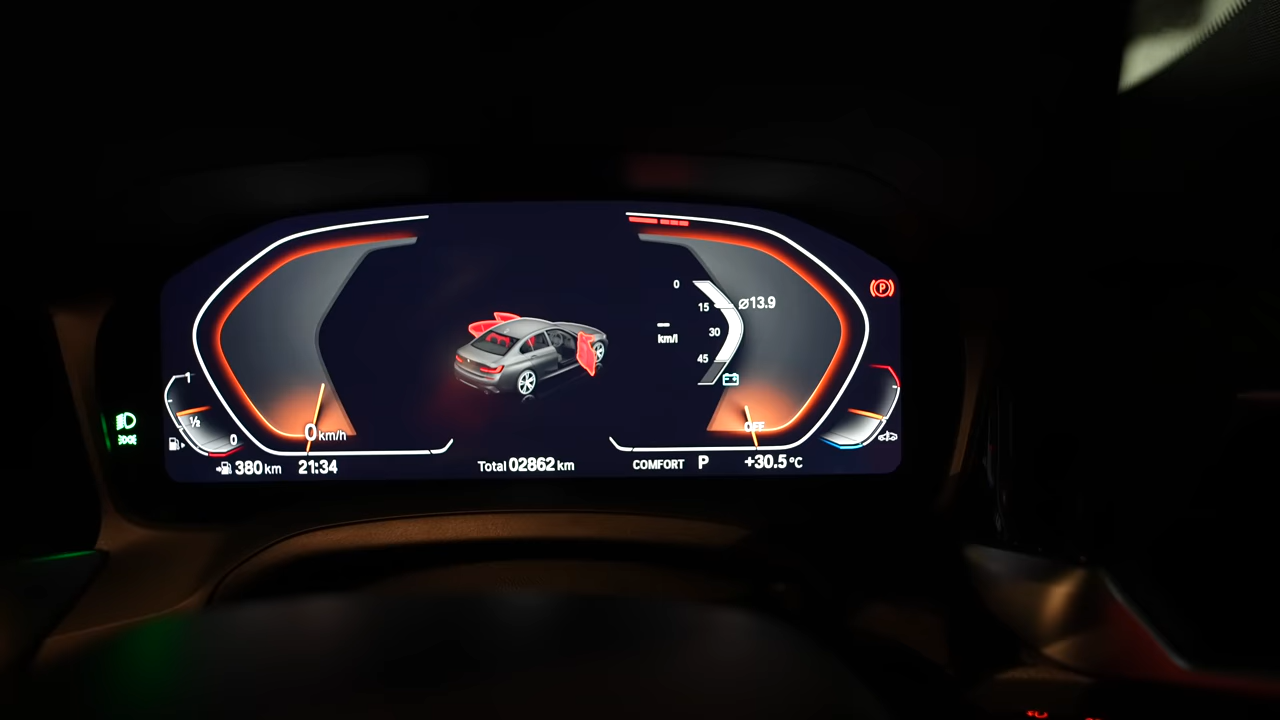 0
15
⌀13.9
km/l
30
45
P
1
½
0
0 km/h
OFF
380 km
21:34
Total 02862 km
COMFORT P
+30.5 °C